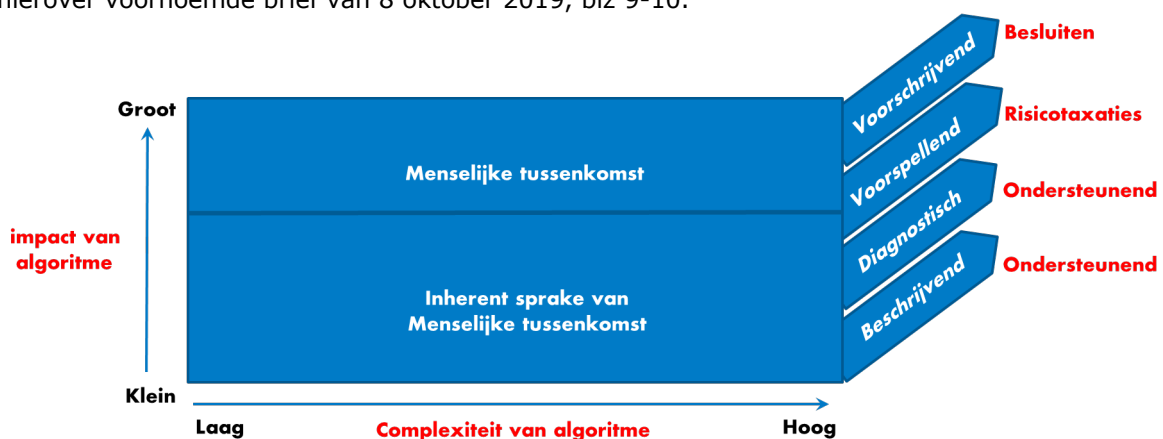 hierover voornoemde brief van 8 oktober 2019, blz 9-10.
Besluiten
Voorschrijvend
Groot
Risicotaxaties
Voorspellend
Menselijke tussenkomst
Ondersteunend
Diagnostisch
impact van
algoritme
Ondersteunend
Beschrijvend
Inherent sprake van
Menselijke tussenkomst
Klein
Laag
Complexiteit van algoritme
Hoog